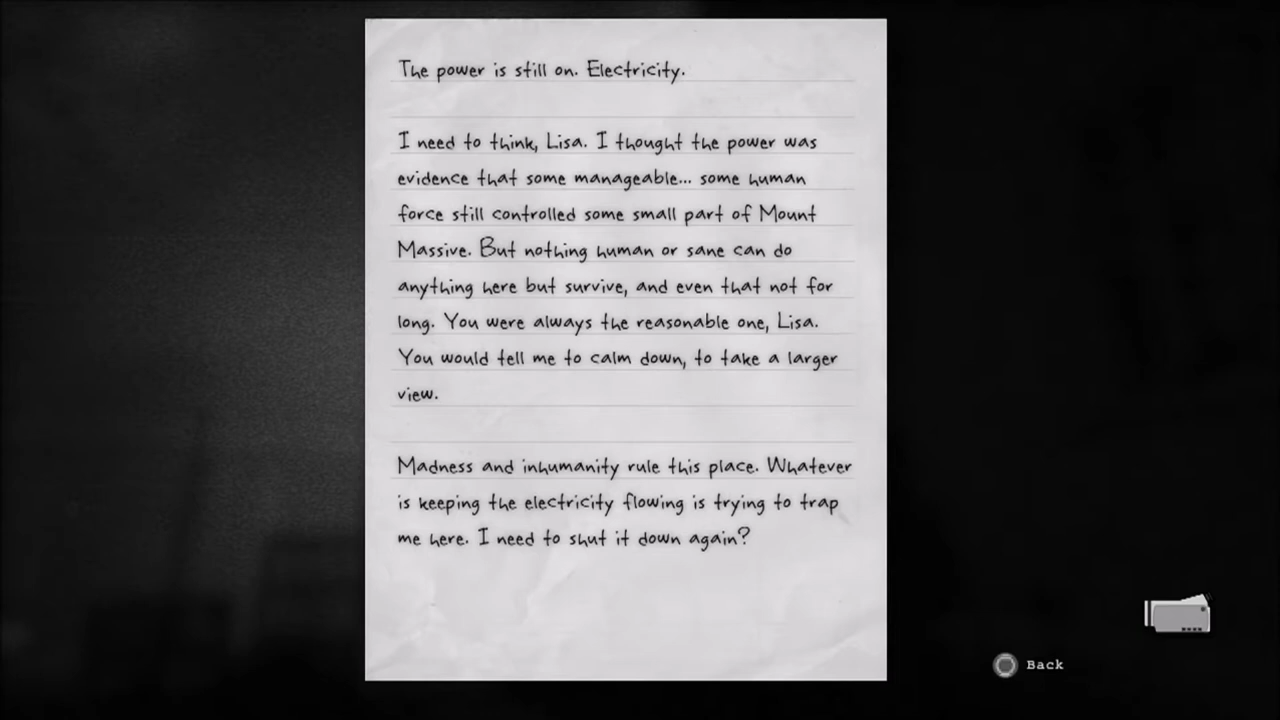 The power is still on. Electricity.
I need to think, Lisa. I thought the power was
evidence that some manageable... some human
force still controlled some small part of Mount
Massive. But nothing human or sane can do
anything here but survive, and even that not for
long. You were always the reasonable one, Lisa.
You would tell me to calm down, to take a larger
view.
Madness and inhumanity rule this place. Whatever
is keeping the electricity flowing is trying to trap
me here. I need to shut it down again?
Back